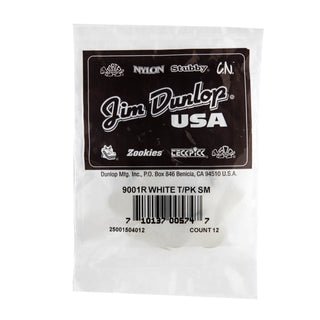 NYLON Stubby. C.N.
Jim Dunlop
USA
Zookies TECKPICK
Dunlop Mfg. Inc., P.O. Box 846 Benicia, CA 94510 U.S.A.
9001R WHITE T/PK SM
7 10137 00574 7
25001504012 COUNT 12